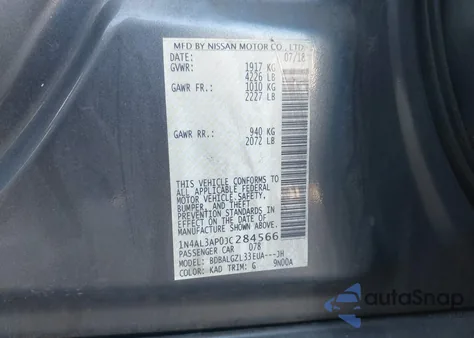 MFD BY NISSAN MOTOR CO., LTD.
DATE: 07/18
GVWR: 1917 KG
4226 LB
GAWR FR.: 1010 KG
2227 LB
GAWR RR.: 940 KG
2072 LB
THIS VEHICLE CONFORMS TO
ALL APPLICABLE FEDERAL
MOTOR VEHICLE SAFETY,
BUMPER, AND THEFT
PREVENTION STANDARDS IN
EFFECT ON THE DATE OF
MANUFACTURE SHOWN ABOVE.
1N4AL3AP0JC284566
PASSENGER CAR 078
MODEL: BDBALGZL33EUA---JH
COLOR: KAD TRIM: G 9ND0A
autoSnap